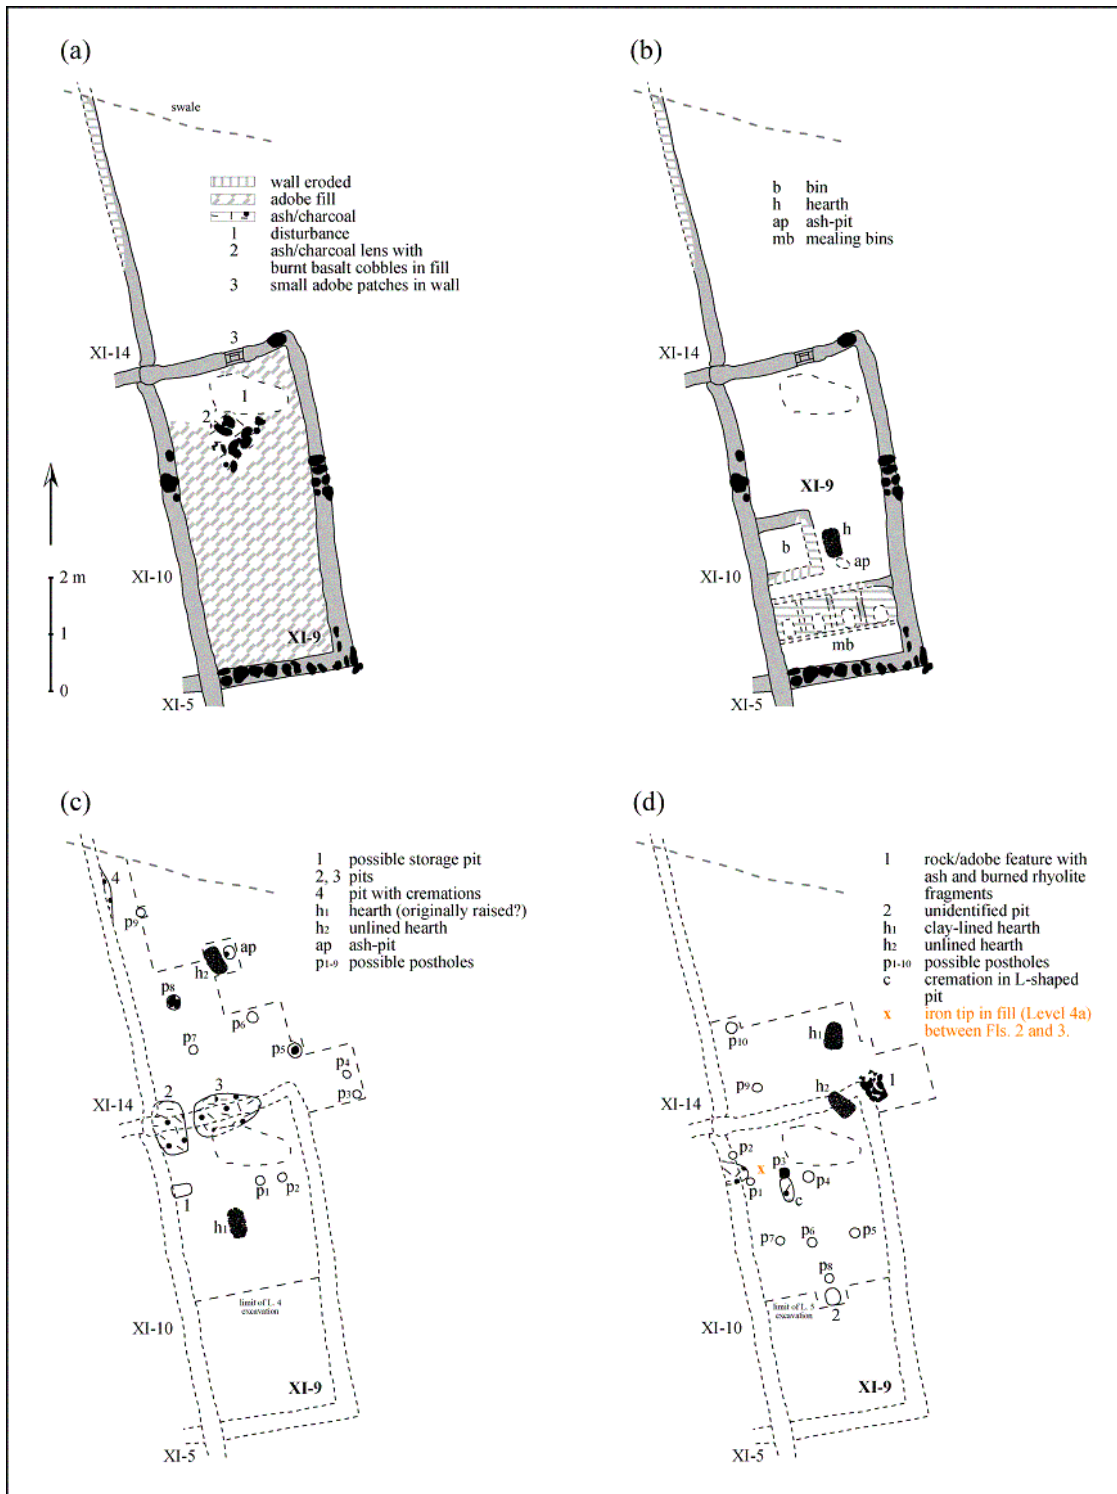 (a)
swale
wall eroded
adobe fill
ash/charcoal
1 disturbance
2 ash/charcoal lens with
burnt basalt cobbles in fill
3 small adobe patches in wall
3
XI-14
1
2
XI-10
2 m
1
0
XI-9
XI-5
(b)
b bin
h hearth
ap ash-pit
mb mealing bins
XI-14
XI-9
h
b
ap
XI-10
mb
XI-5
(c)
1 possible storage pit
2, 3 pits
4 pit with cremations
h1 hearth (originally raised?)
h2 unlined hearth
ap ash-pit
p1-9 possible postholes
4
p9
ap
h2
p8
p6
p7
p5
p4
p3
2
3
XI-14
p1
p2
1
h1
limit of L. 4
excavation
XI-10
XI-9
XI-5
(d)
1 rock/adobe feature with
ash and burned rhyolite
fragments
2 unidentified pit
h1 clay-lined hearth
h2 unlined hearth
p1-10 possible postholes
c cremation in L-shaped
pit
x iron tip in fill (Level 4a)
between Fls. 2 and 3.
p10
h1
p9
h2
1
XI-14
p2
x
p3
p1
p4
c
p7
p6
p5
p8
limit of L. 5
excavation
2
XI-10
XI-9
XI-5